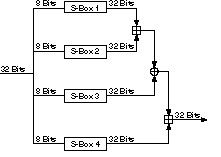 8 Bits S-Box 1 32 Bits
8 Bits S-Box 2 32 Bits
32 Bits
8 Bits S-Box 3 32 Bits
32 Bits
8 Bits S-Box 4 32 Bits